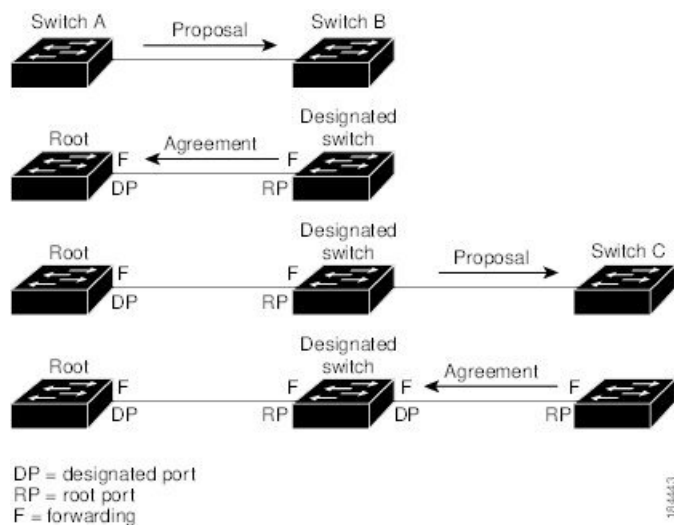 Switch A
Proposal
Switch B
Root
F
Agreement
F
Designated
switch
DP
RP
Root
F
F
Designated
switch
Proposal
Switch C
DP
RP
Root
F
F
Designated
switch
F
Agreement
F
DP
RP
DP
RP
DP = designated port
RP = root port
F = forwarding
184443